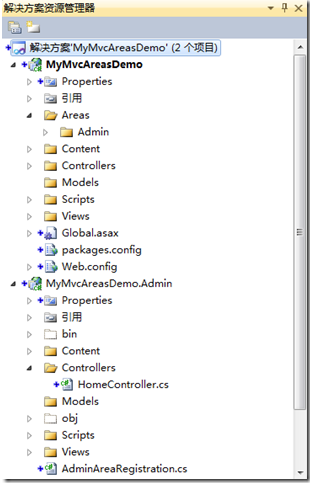 解决方案资源管理器
解决方案'MyMvcAreasDemo' (2 个项目)
MyMvcAreasDemo
Properties
引用
Areas
Admin
Content
Controllers
Models
Scripts
Views
Global.asax
packages.config
Web.config
MyMvcAreasDemo.Admin
Properties
引用
bin
Content
Controllers
HomeController.cs
Models
obj
Scripts
Views
AdminAreaRegistration.cs